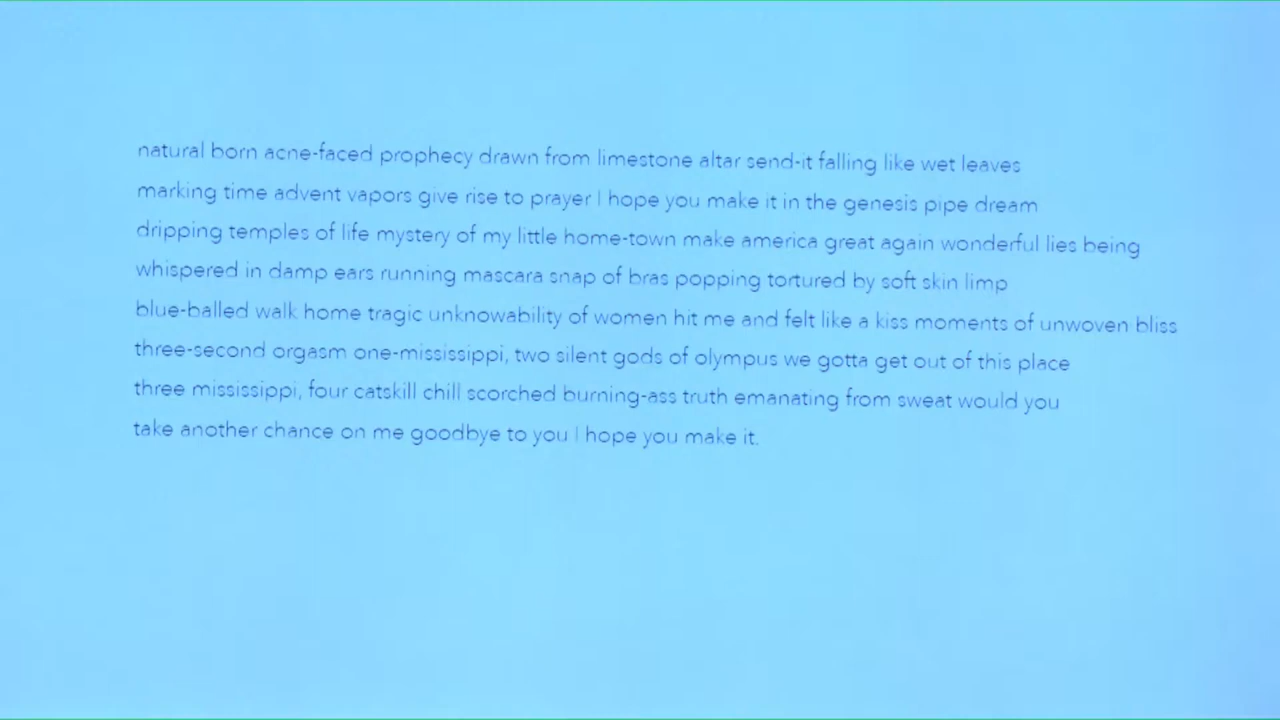 natural born acne-faced prophecy drawn from limestone altar send-it falling like wet leaves
marking time advent vapors give rise to prayer I hope you make it in the genesis pipe dream
dripping temples of life mystery of my little home-town make america great again wonderful lies being
whispered in damp ears running mascara snap of bras popping tortured by soft skin limp
blue-balled walk home tragic unknowability of women hit me and felt like a kiss moments of unwoven bliss
three-second orgasm one-mississippi, two silent gods of olympus we gotta get out of this place
three mississippi, four catskill chill scorched burning-ass truth emanating from sweat would you
take another chance on me goodbye to you I hope you make it.